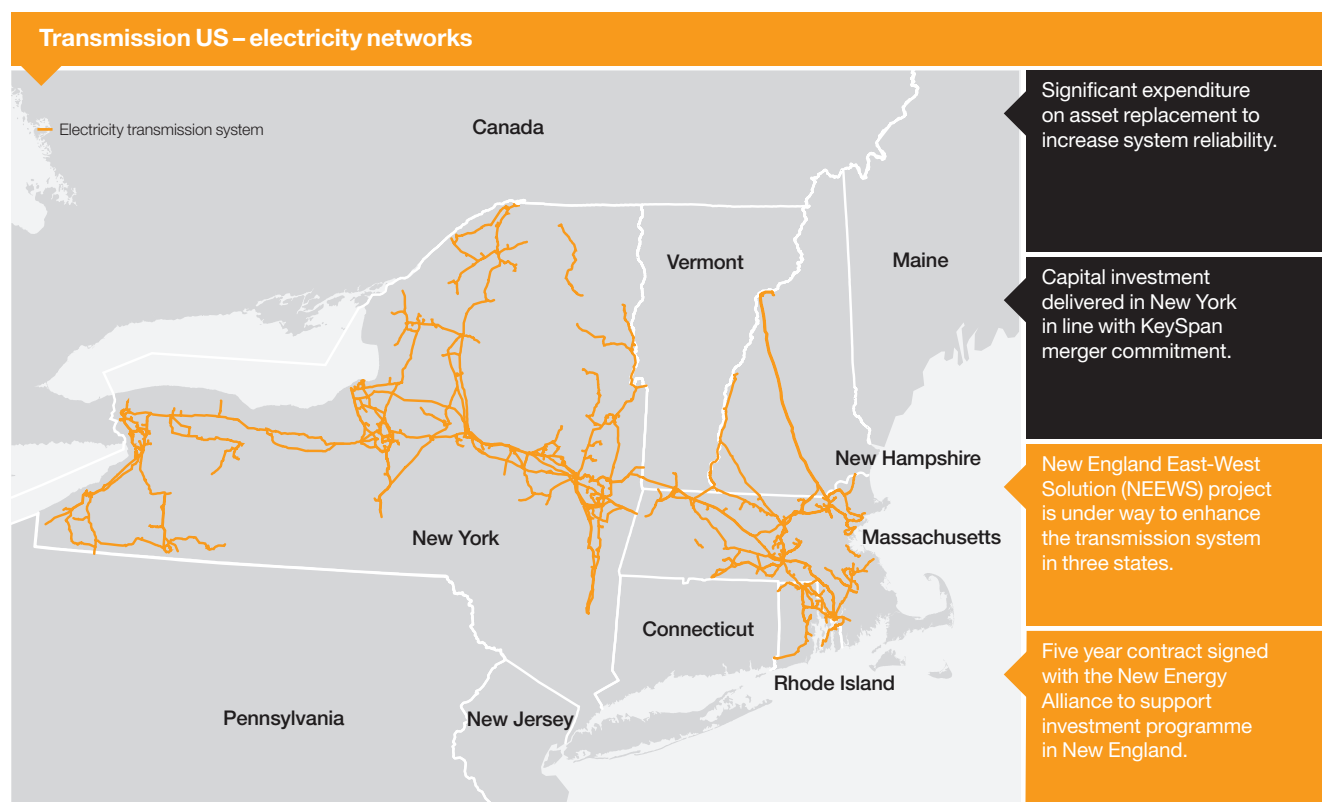 Transmission US – electricity networks
Electricity transmission system
Canada
Vermont
Maine
New Hampshire
New York
Massachusetts
Connecticut
Rhode Island
Pennsylvania
New Jersey
Significant expenditure
on asset replacement to
increase system reliability.
Capital investment
delivered in New York
in line with KeySpan
merger commitment.
New England East-West
Solution (NEEWS) project
is under way to enhance
the transmission system
in three states.
Five year contract signed
with the New Energy
Alliance to support
investment programme
in New England.